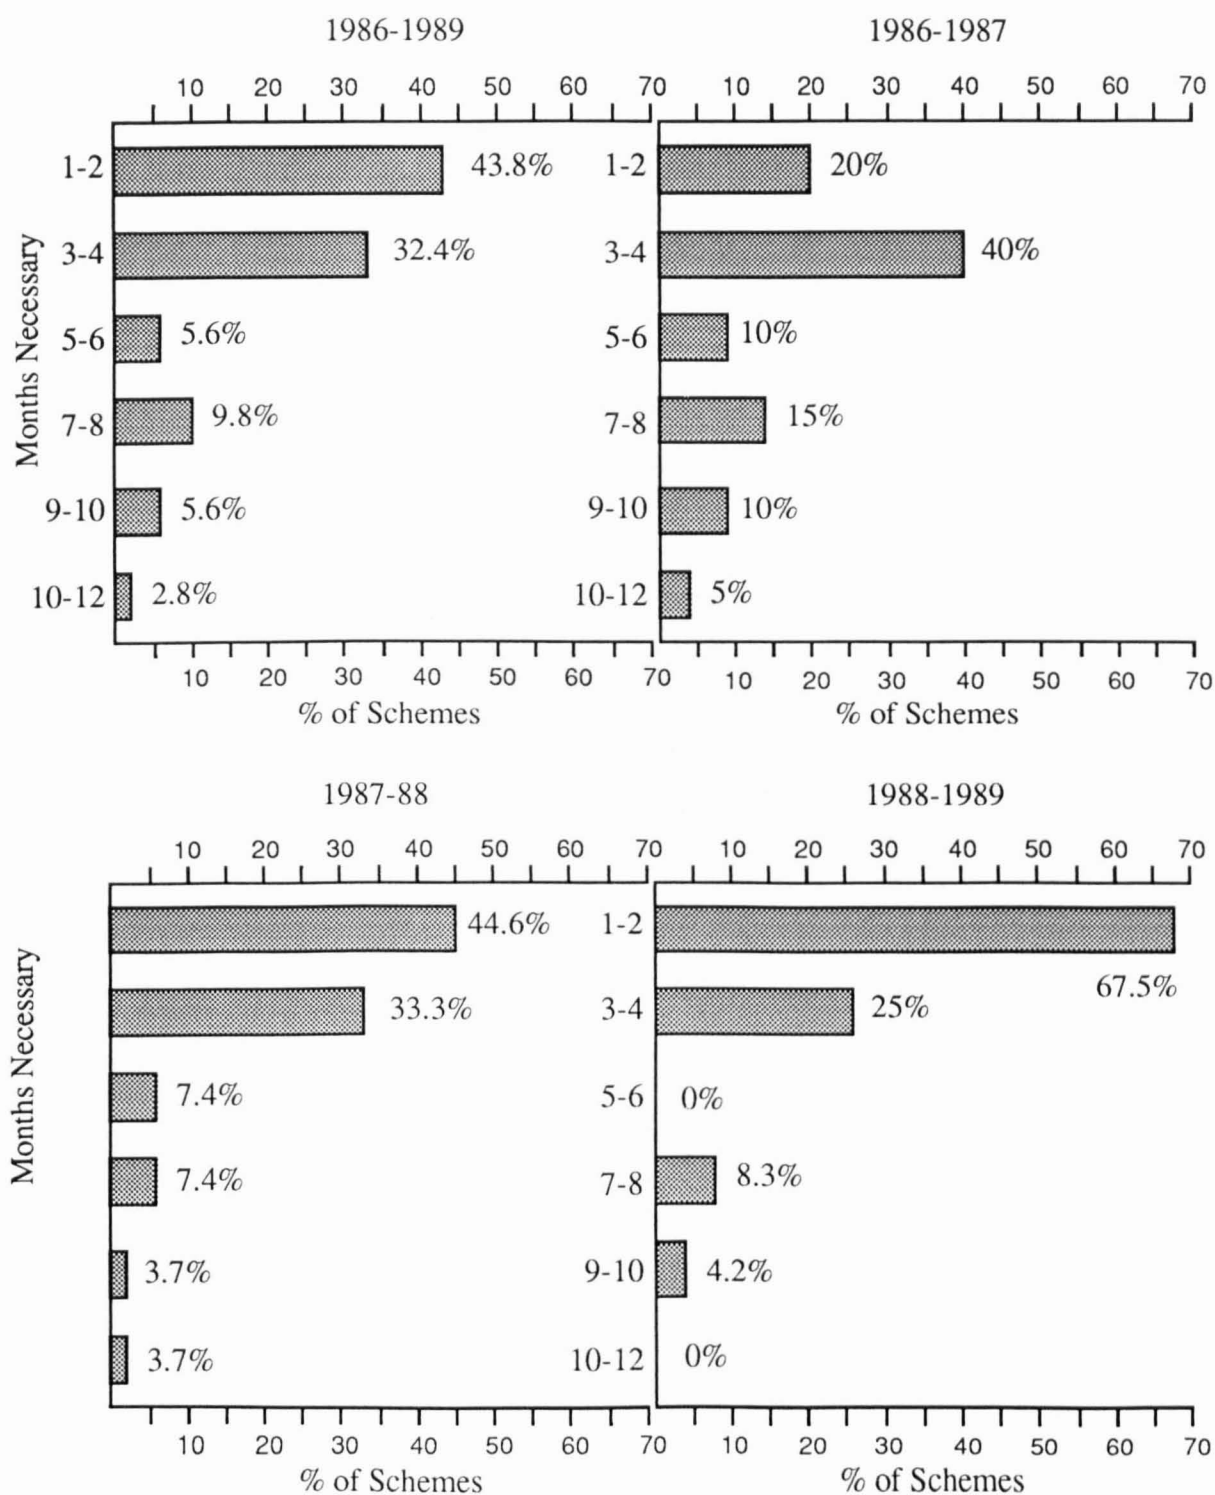 1986-1989
10 20 30 40 50 60 70
Months Necessary
1-2 43.8%
3-4 32.4%
5-6 5.6%
7-8 9.8%
9-10 5.6%
10-12 2.8%
10 20 30 40 50 60 70
% of Schemes
1986-1987
10 20 30 40 50 60 70
1-2 20%
3-4 40%
5-6 10%
7-8 15%
9-10 10%
10-12 5%
10 20 30 40 50 60 70
% of Schemes
1987-88
10 20 30 40 50 60 70
Months Necessary
44.6%
33.3%
7.4%
7.4%
3.7%
3.7%
10 20 30 40 50 60 70
% of Schemes
1988-1989
10 20 30 40 50 60 70
1-2 67.5%
3-4 25%
5-6 0%
7-8 8.3%
9-10 4.2%
10-12 0%
10 20 30 40 50 60 70
% of Schemes